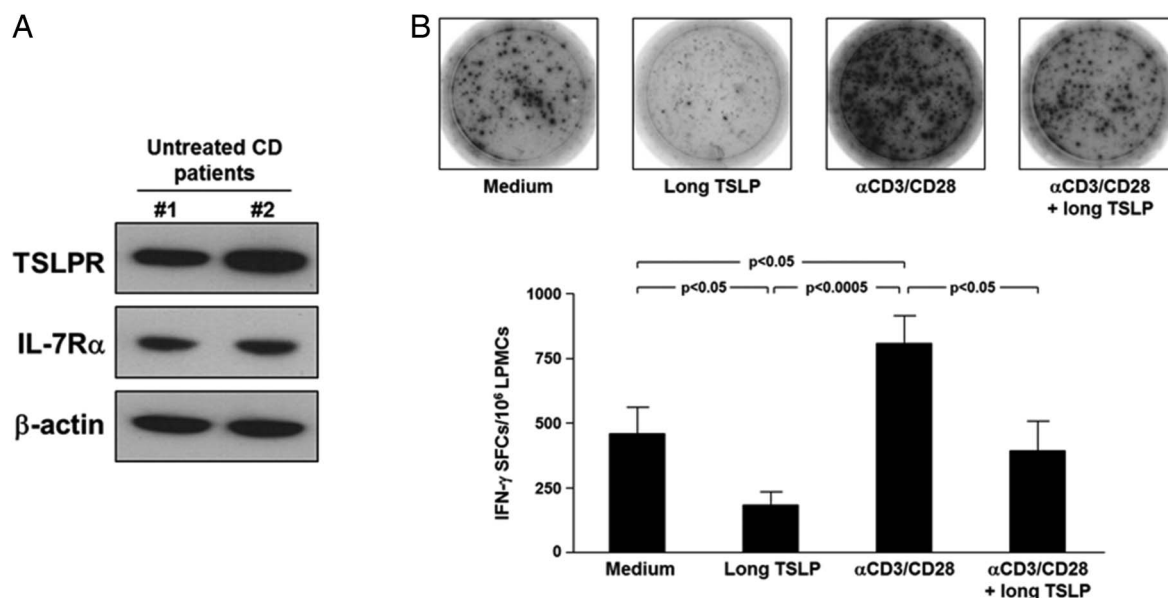 A
Untreated CD
patients
#1 #2
TSLPR
IL-7Rα
β-actin
B
Medium Long TSLP αCD3/CD28 αCD3/CD28
+ long TSLP
p<0.05
p<0.05 p<0.0005 p<0.05
IFN-γ SFCs/10⁶ LPMCs
1000
750
500
250
0
Medium Long TSLP αCD3/CD28 αCD3/CD28
+ long TSLP